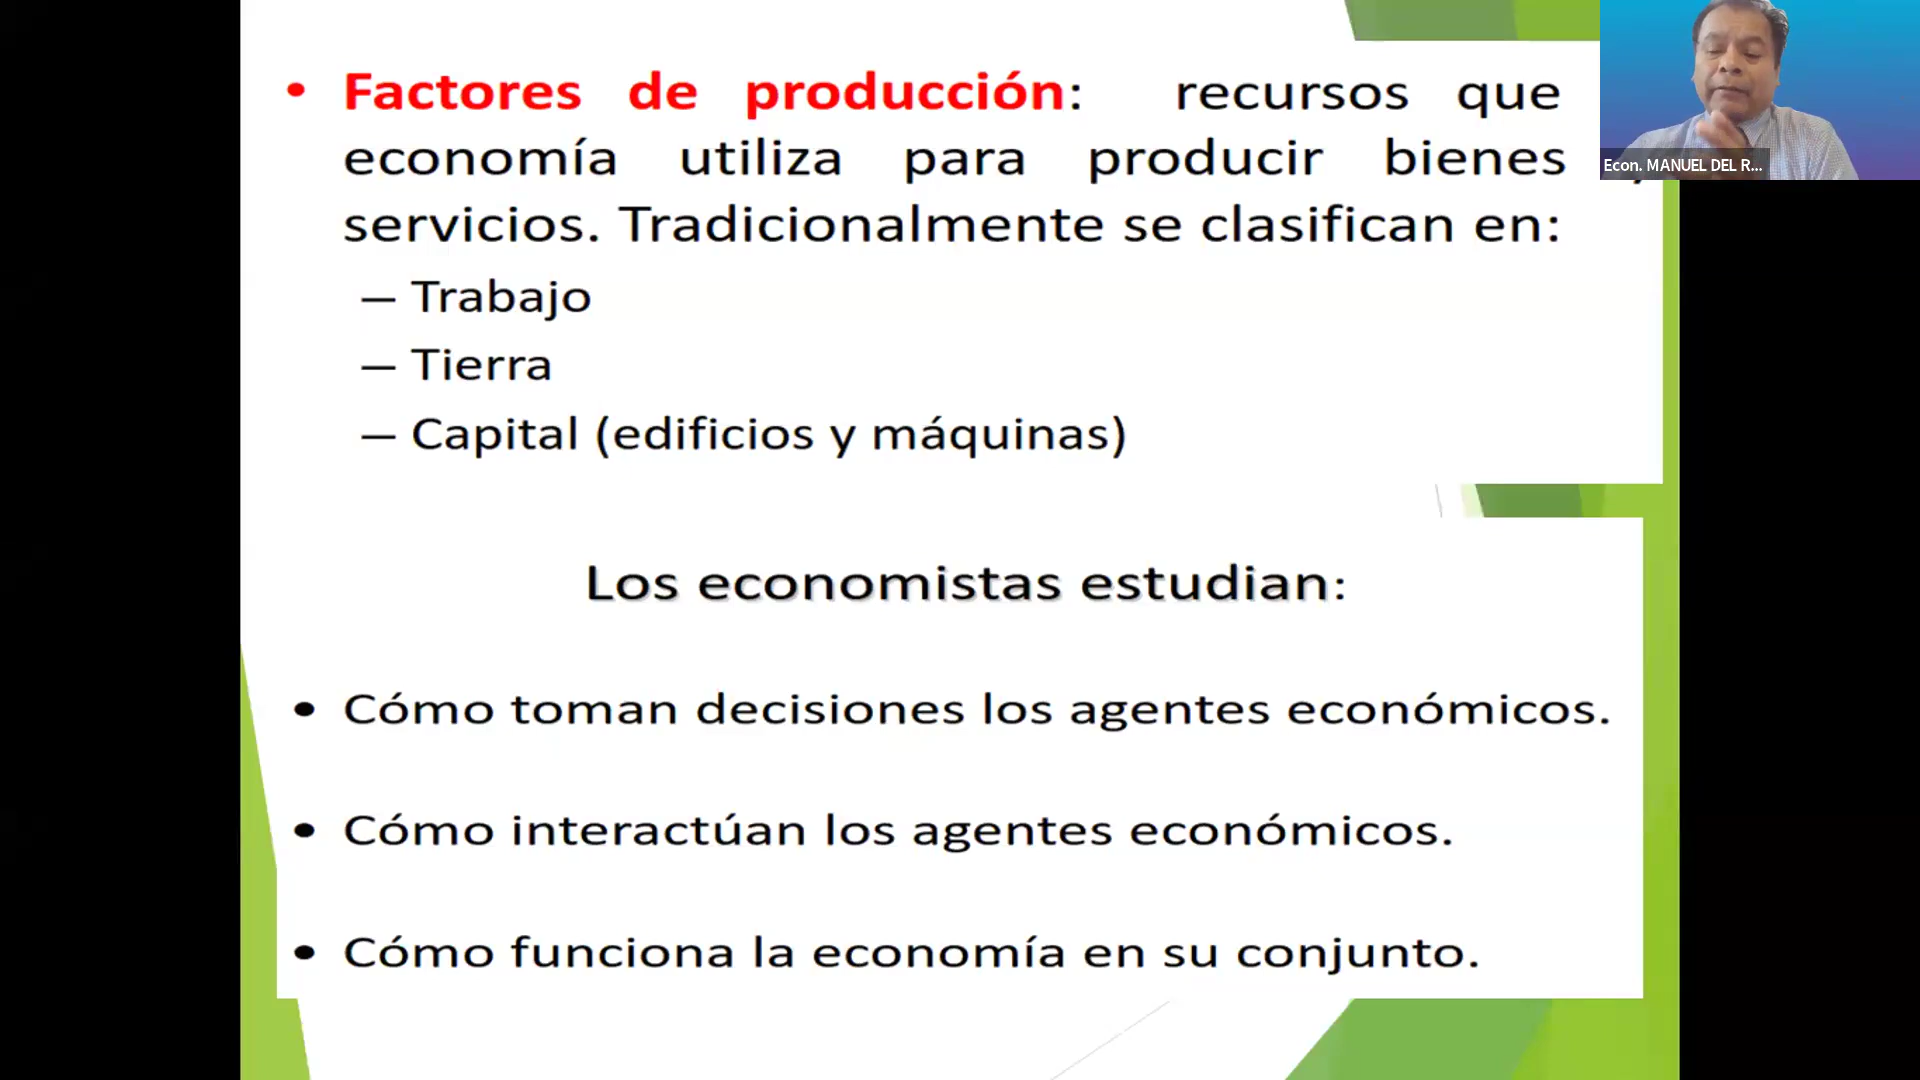 • Factores de producción: recursos que
economía utiliza para producir bienes
servicios. Tradicionalmente se clasifican en:
– Trabajo
– Tierra
– Capital (edificios y máquinas)
Los economistas estudian:
• Cómo toman decisiones los agentes económicos.
• Cómo interactúan los agentes económicos.
• Cómo funciona la economía en su conjunto.
Econ. MANUEL DEL R...